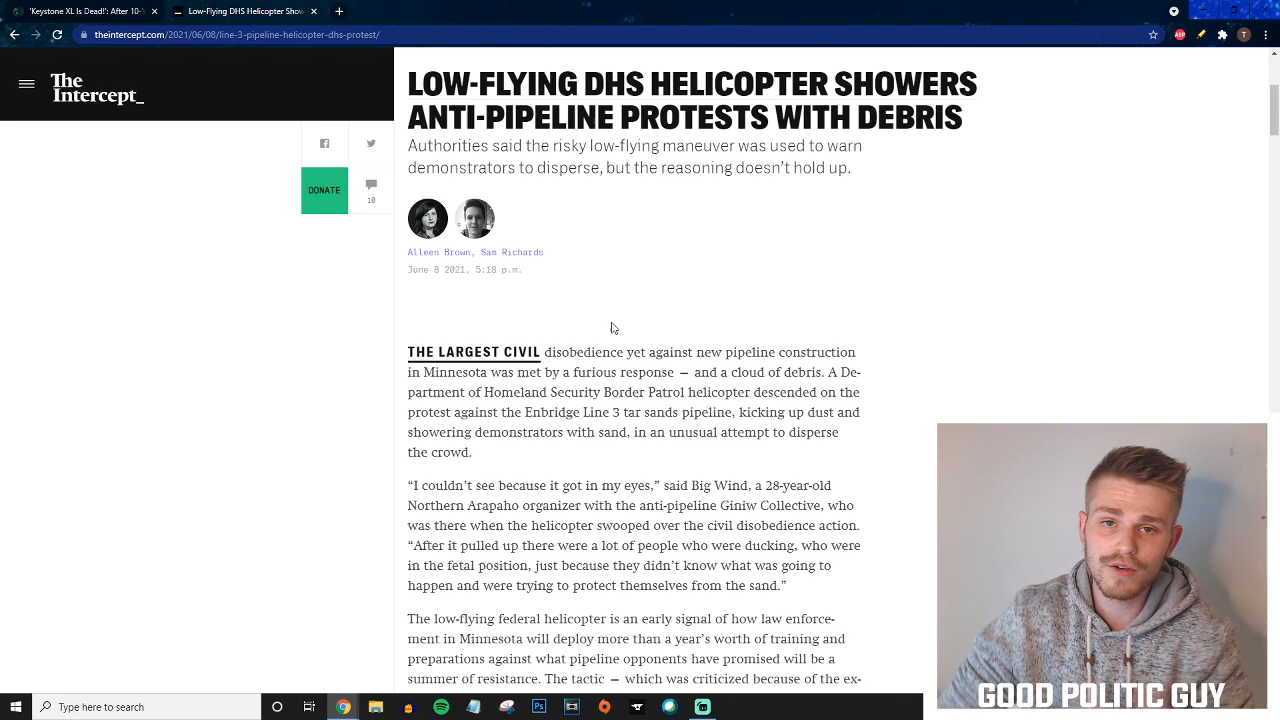 'Keystone XL Is Dead!': After 10-Y
Low-Flying DHS Helicopter Show
theintercept.com/2021/06/08/line-3-pipeline-helicopter-dhs-protest/
ABP
T
The
Intercept_
DONATE
10
LOW-FLYING DHS HELICOPTER SHOWERS
ANTI-PIPELINE PROTESTS WITH DEBRIS
Authorities said the risky low-flying maneuver was used to warn
demonstrators to disperse, but the reasoning doesn’t hold up.
Alleen Brown, Sam Richards
June 8 2021, 5:18 p.m.
THE LARGEST CIVIL disobedience yet against new pipeline construction
in Minnesota was met by a furious response — and a cloud of debris. A De-
partment of Homeland Security Border Patrol helicopter descended on the
protest against the Enbridge Line 3 tar sands pipeline, kicking up dust and
showering demonstrators with sand, in an unusual attempt to disperse
the crowd.
“I couldn’t see because it got in my eyes,” said Big Wind, a 28-year-old
Northern Arapaho organizer with the anti-pipeline Giniw Collective, who
was there when the helicopter swooped over the civil disobedience action.
“After it pulled up there were a lot of people who were ducking, who were
in the fetal position, just because they didn’t know what was going to
happen and were trying to protect themselves from the sand.”
The low-flying federal helicopter is an early signal of how law enforce-
ment in Minnesota will deploy more than a year’s worth of training and
preparations against what pipeline opponents have promised will be a
summer of resistance. The tactic — which was criticized because of the ex-
GOOD POLITIC GUY
Type here to search
Ps